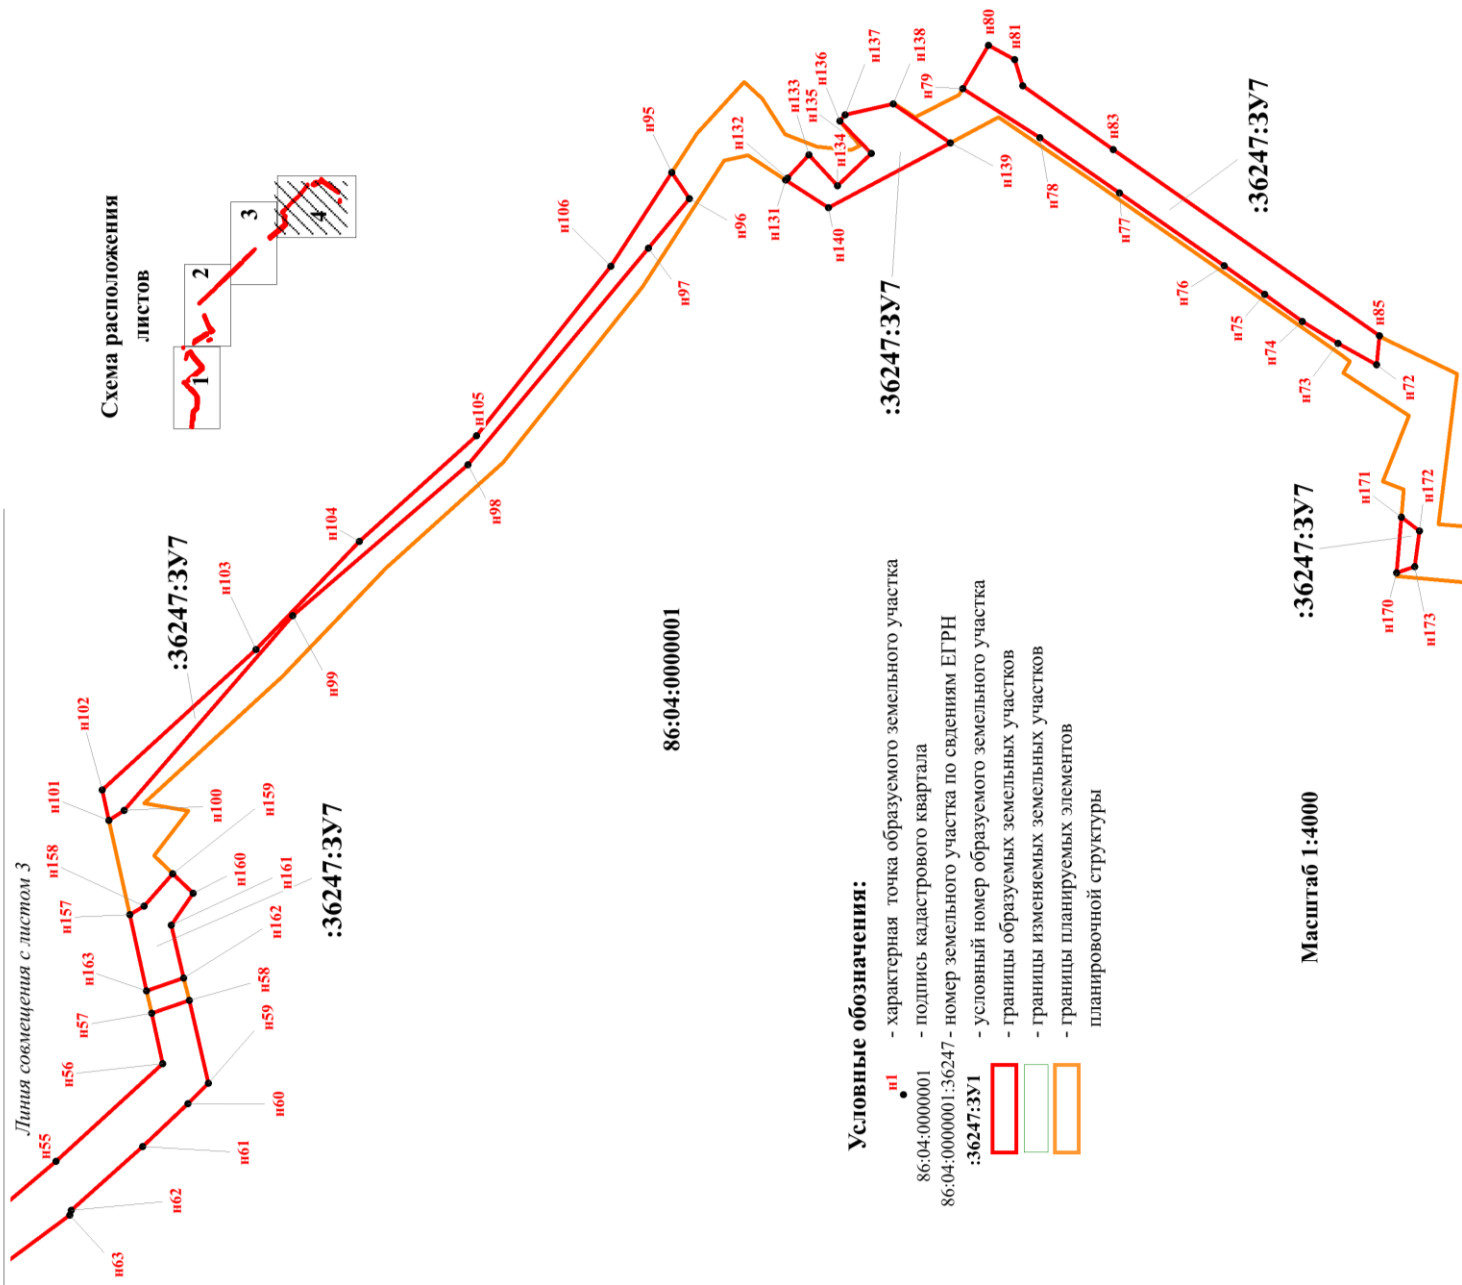 Линия совмещения с листом 3
Схема расположения
листов
1
2
3
4
н55
н56
н57
н163
н157
н158
н101
н102
н63
н62
н61
н60
н59
н58
н162
н161
н160
н159
н100
:36247:ЗУ7
:36247:ЗУ7
н103
н99
н104
н98
н105
н106
н97
н96
н95
86:04:0000001
н131
н132
н133
н135
н134
н136
н137
н138
н140
н139
:36247:ЗУ7
н79
н80
н81
н78
н77
н83
:36247:ЗУ7
н76
н75
н74
н73
н72
н85
н171
н172
н170
н173
:36247:ЗУ7
Условные обозначения:
н1 - характерная точка образуемого земельного участка
86:04:0000001 - подпись кадастрового квартала
86:04:0000001:36247 - номер земельного участка по свдениям ЕГРН
:36247:ЗУ1 - условный номер образуемого земельного участка
- границы образуемых земельных участков
- границы изменяемых земельных участков
- границы планируемых элементов
планировочной структуры
Масштаб 1:4000